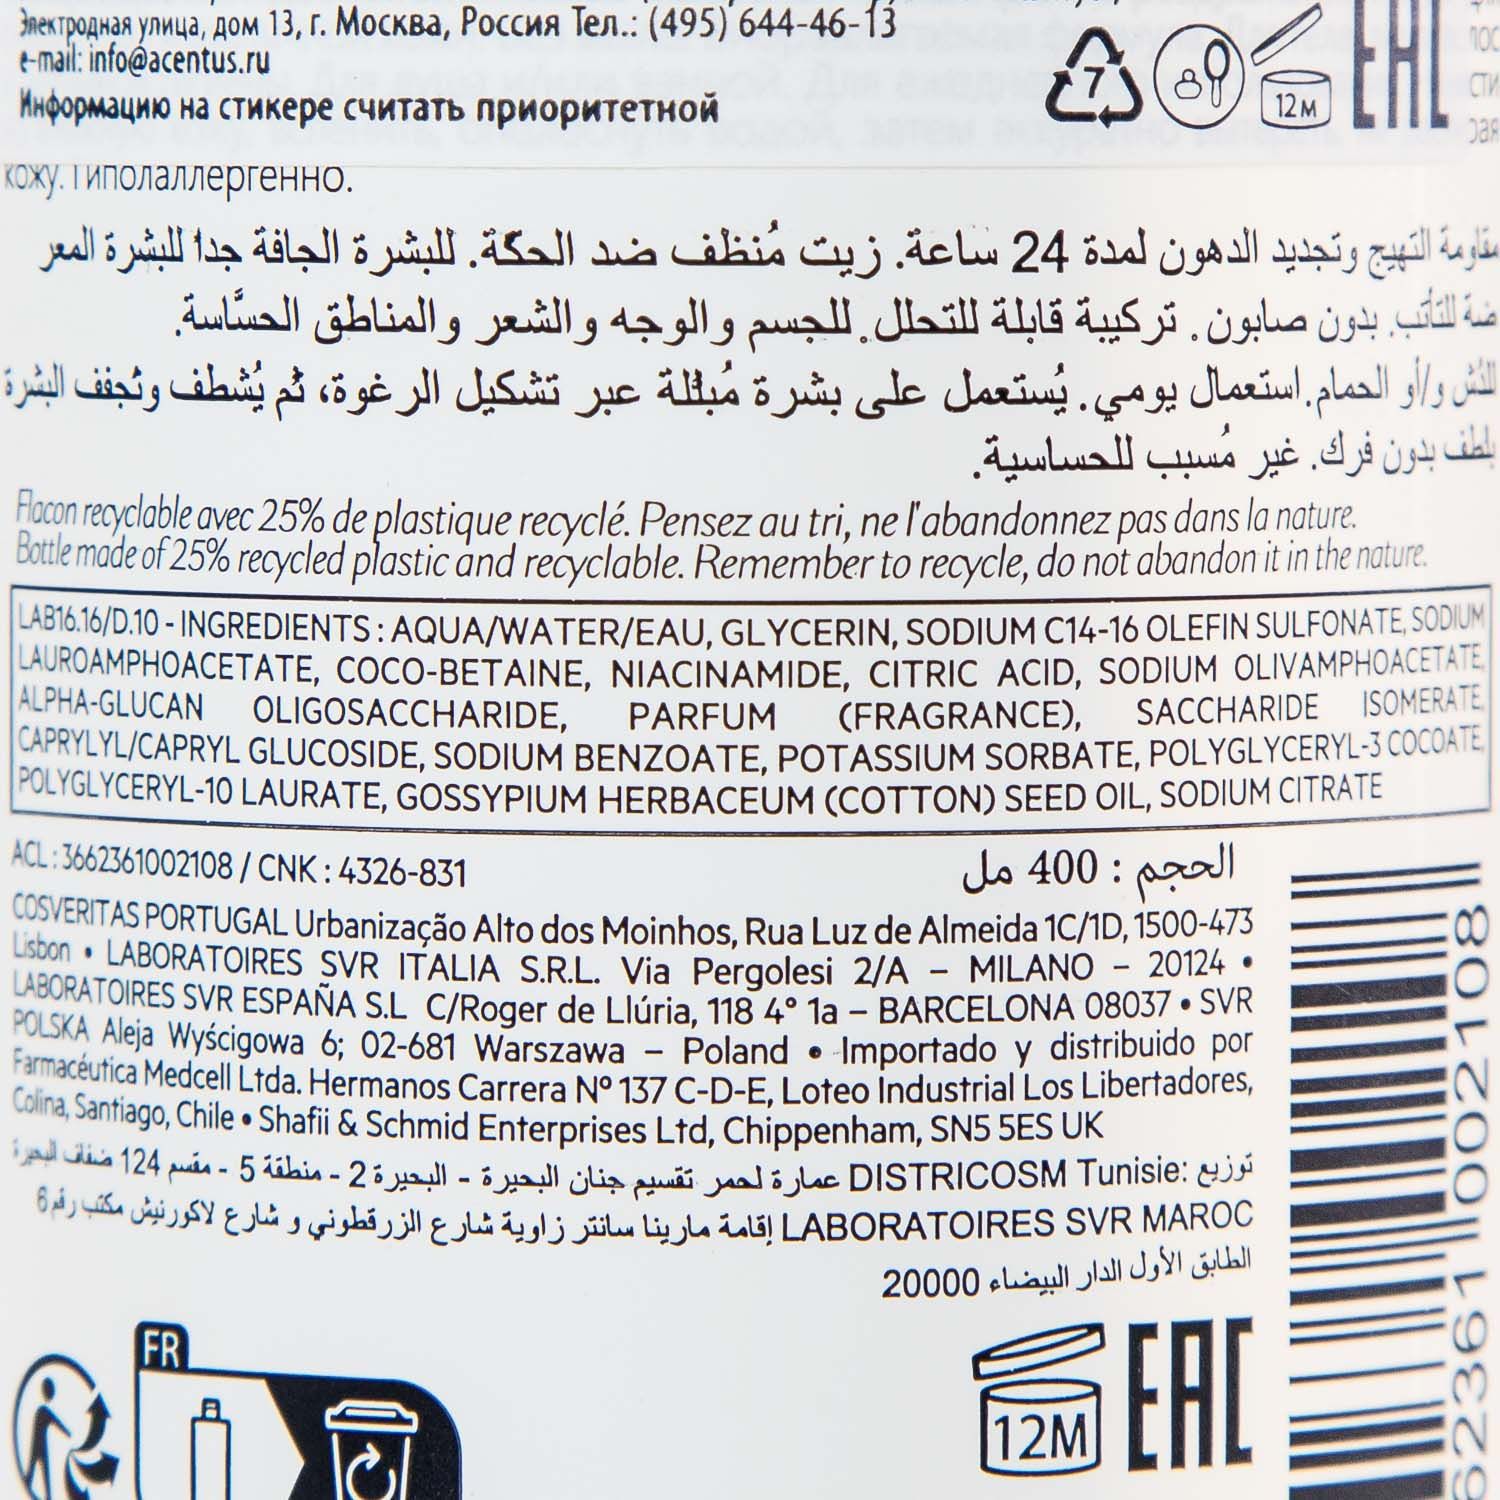 Электродная улица, дом 13, г. Москва, Россия Тел.: (495) 644-46-13
e-mail: info@acentus.ru
Информацию на стикере считать приоритетной
7
12M
EAC
кожу. Гиполаллергенно.
مقاومة التهيج وتجديد الدهون لمدة 24 ساعة. زيت مُنظف ضد الحكة. للبشرة الجافة جدا للبشرة المعر
ضة للتأتب. بدون صابون. تركيبة قابلة للتحلل. للجسم والوجه والشعر والمناطق الحسَّاسة.
للدُش و/أو الحمام. استعمال يومي. يُستعمل على بشرة مُبللة عبر تشكيل الرغوة، ثم يُشطف وتُجفف البشرة
بلطف بدون فرك. غير مُسبب للحساسية.
Flacon recyclable avec 25% de plastique recyclé. Pensez au tri, ne l'abandonnez pas dans la nature.
Bottle made of 25% recycled plastic and recyclable. Remember to recycle, do not abandon it in the nature.
LAB16.16/D.10 - INGREDIENTS : AQUA/WATER/EAU, GLYCERIN, SODIUM C14-16 OLEFIN SULFONATE, SODIUM
LAUROAMPHOACETATE, COCO-BETAINE, NIACINAMIDE, CITRIC ACID, SODIUM OLIVAMPHOACETATE,
ALPHA-GLUCAN OLIGOSACCHARIDE, PARFUM (FRAGRANCE), SACCHARIDE ISOMERATE,
CAPRYLYL/CAPRYL GLUCOSIDE, SODIUM BENZOATE, POTASSIUM SORBATE, POLYGLYCERYL-3 COCOATE,
POLYGLYCERYL-10 LAURATE, GOSSYPIUM HERBACEUM (COTTON) SEED OIL, SODIUM CITRATE
ACL : 3662361002108 / CNK : 4326-831
الحجم : 400 مل
COSVERITAS PORTUGAL Urbanização Alto dos Moinhos, Rua Luz de Almeida 1C/1D, 1500-473
Lisbon • LABORATOIRES SVR ITALIA S.R.L. Via Pergolesi 2/A – MILANO – 20124 •
LABORATOIRES SVR ESPAÑA S.L C/Roger de Llúria, 118 4° 1a – BARCELONA 08037 • SVR
POLSKA Aleja Wyścigowa 6; 02-681 Warszawa – Poland • Importado y distribuido por
Farmacéutica Medcell Ltda. Hermanos Carrera N° 137 C-D-E, Loteo Industrial Los Libertadores,
Colina, Santiago, Chile • Shafii & Schmid Enterprises Ltd, Chippenham, SN5 5ES UK
توزيع: DISTRICOSM Tunisie عمارة لحمر تقسيم جنان البحيرة - البحيرة 2 - منطقة 5 - مقسم 124 ضفاف البحيرة
LABORATOIRES SVR MAROC إقامة مارينا سانتر زاوية شارع الزرقطوني و شارع لاكورنيش مكتب رقم 6
الطابق الأول الدار البيضاء 20000
FR
12M
EAC
62361 002108